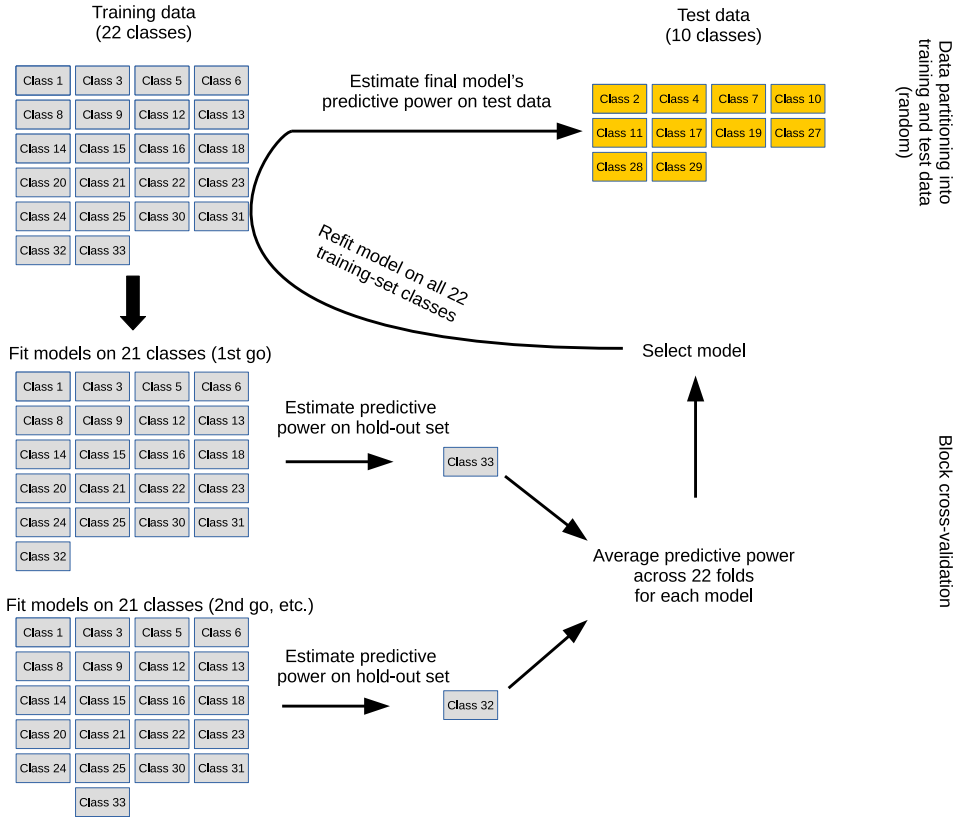 Training data
(22 classes)
Class 1
Class 3
Class 5
Class 6
Class 8
Class 9
Class 12
Class 13
Class 14
Class 15
Class 16
Class 18
Class 20
Class 21
Class 22
Class 23
Class 24
Class 25
Class 30
Class 31
Class 32
Class 33
Estimate final model's
predictive power on test data
Test data
(10 classes)
Class 2
Class 4
Class 7
Class 10
Class 11
Class 17
Class 19
Class 27
Class 28
Class 29
Data partitioning into
training and test data
(random)
Refit model on all 22
training-set classes
Select model
Fit models on 21 classes (1st go)
Class 1
Class 3
Class 5
Class 6
Class 8
Class 9
Class 12
Class 13
Class 14
Class 15
Class 16
Class 18
Class 20
Class 21
Class 22
Class 23
Class 24
Class 25
Class 30
Class 31
Class 32
Estimate predictive
power on hold-out set
Class 33
Average predictive power
across 22 folds
for each model
Block cross-validation
Fit models on 21 classes (2nd go, etc.)
Class 1
Class 3
Class 5
Class 6
Class 8
Class 9
Class 12
Class 13
Class 14
Class 15
Class 16
Class 18
Class 20
Class 21
Class 22
Class 23
Class 24
Class 25
Class 30
Class 31
Class 33
Estimate predictive
power on hold-out set
Class 32